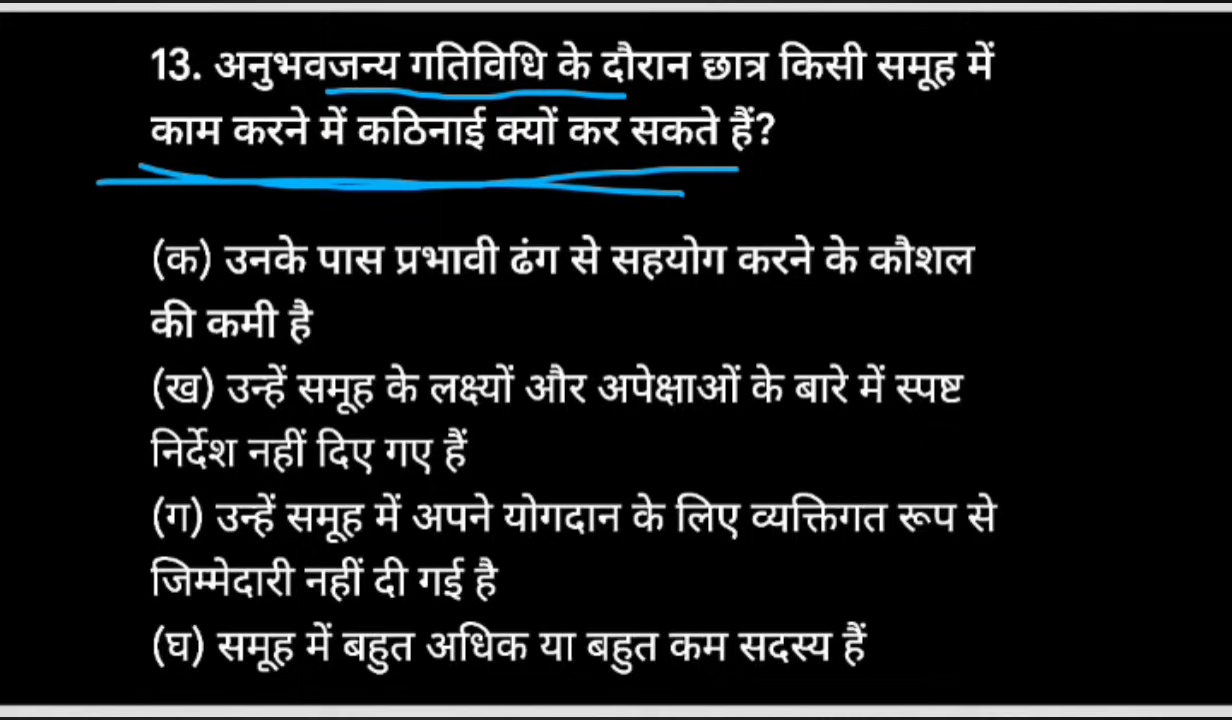 13. अनुभवजन्य गतिविधि के दौरान छात्र किसी समूह में
काम करने में कठिनाई क्यों कर सकते हैं?
(क) उनके पास प्रभावी ढंग से सहयोग करने के कौशल
की कमी है
(ख) उन्हें समूह के लक्ष्यों और अपेक्षाओं के बारे में स्पष्ट
निर्देश नहीं दिए गए हैं
(ग) उन्हें समूह में अपने योगदान के लिए व्यक्तिगत रूप से
जिम्मेदारी नहीं दी गई है
(घ) समूह में बहुत अधिक या बहुत कम सदस्य हैं